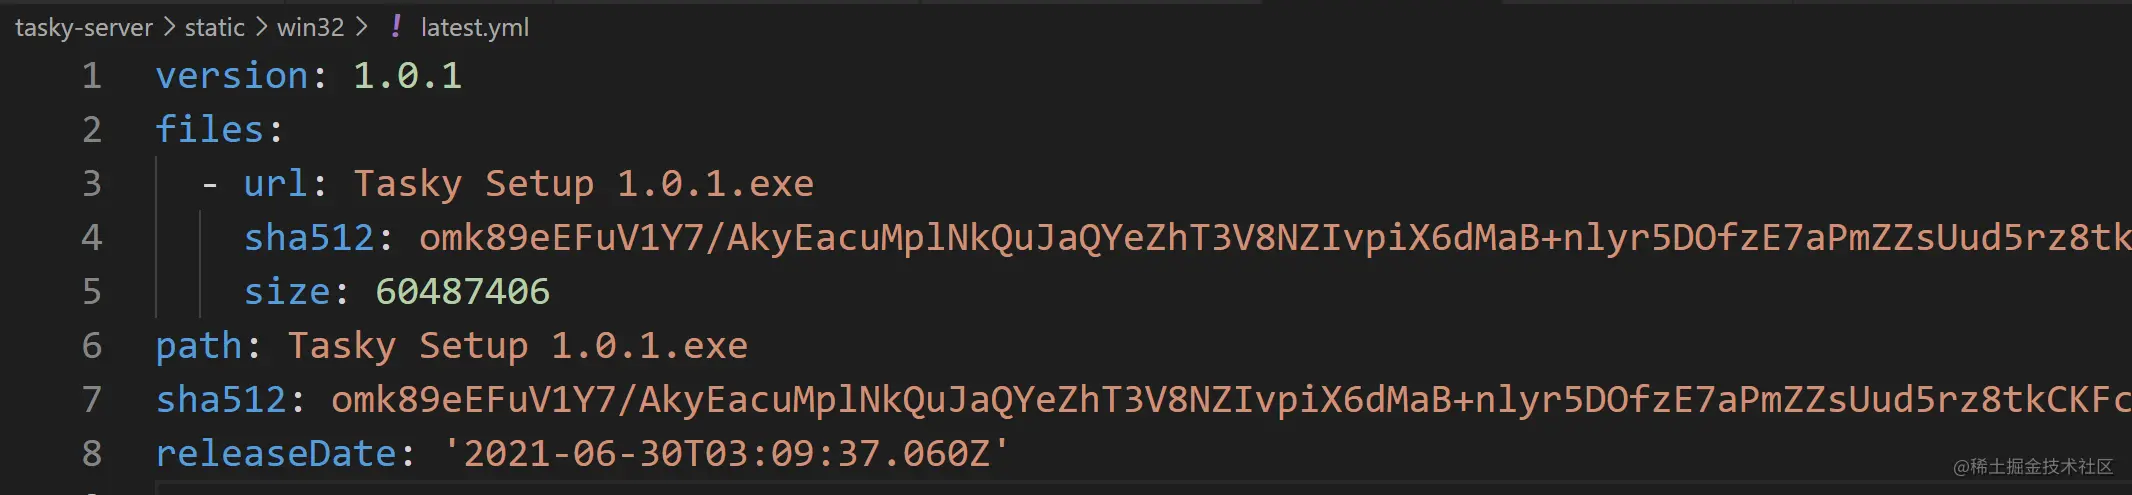 tasky-server > static > win32 > ! latest.yml
1 version: 1.0.1
2 files:
3 - url: Tasky Setup 1.0.1.exe
4 sha512: omk89eEFuV1Y7/AkyEacuMplNkQuJaQYeZhT3V8NZIvpiX6dMaB+nlyr5DOfzE7aPmZZsUud5rz8tk
5 size: 60487406
6 path: Tasky Setup 1.0.1.exe
7 sha512: omk89eEFuV1Y7/AkyEacuMplNkQuJaQYeZhT3V8NZIvpiX6dMaB+nlyr5DOfzE7aPmZZsUud5rz8tkCKFc
8 releaseDate: '2021-06-30T03:09:37.060Z'
@稀土掘金技术社区